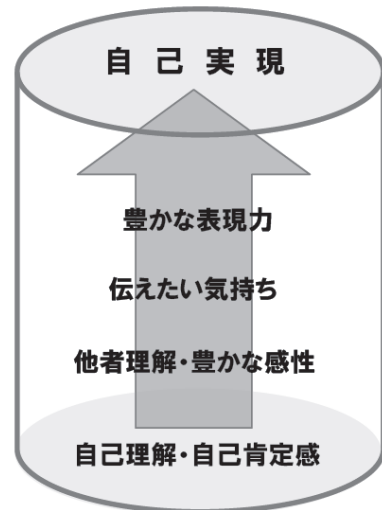 自己実現
豊かな表現力
伝えたい気持ち
他者理解・豊かな感性
自己理解・自己肯定感